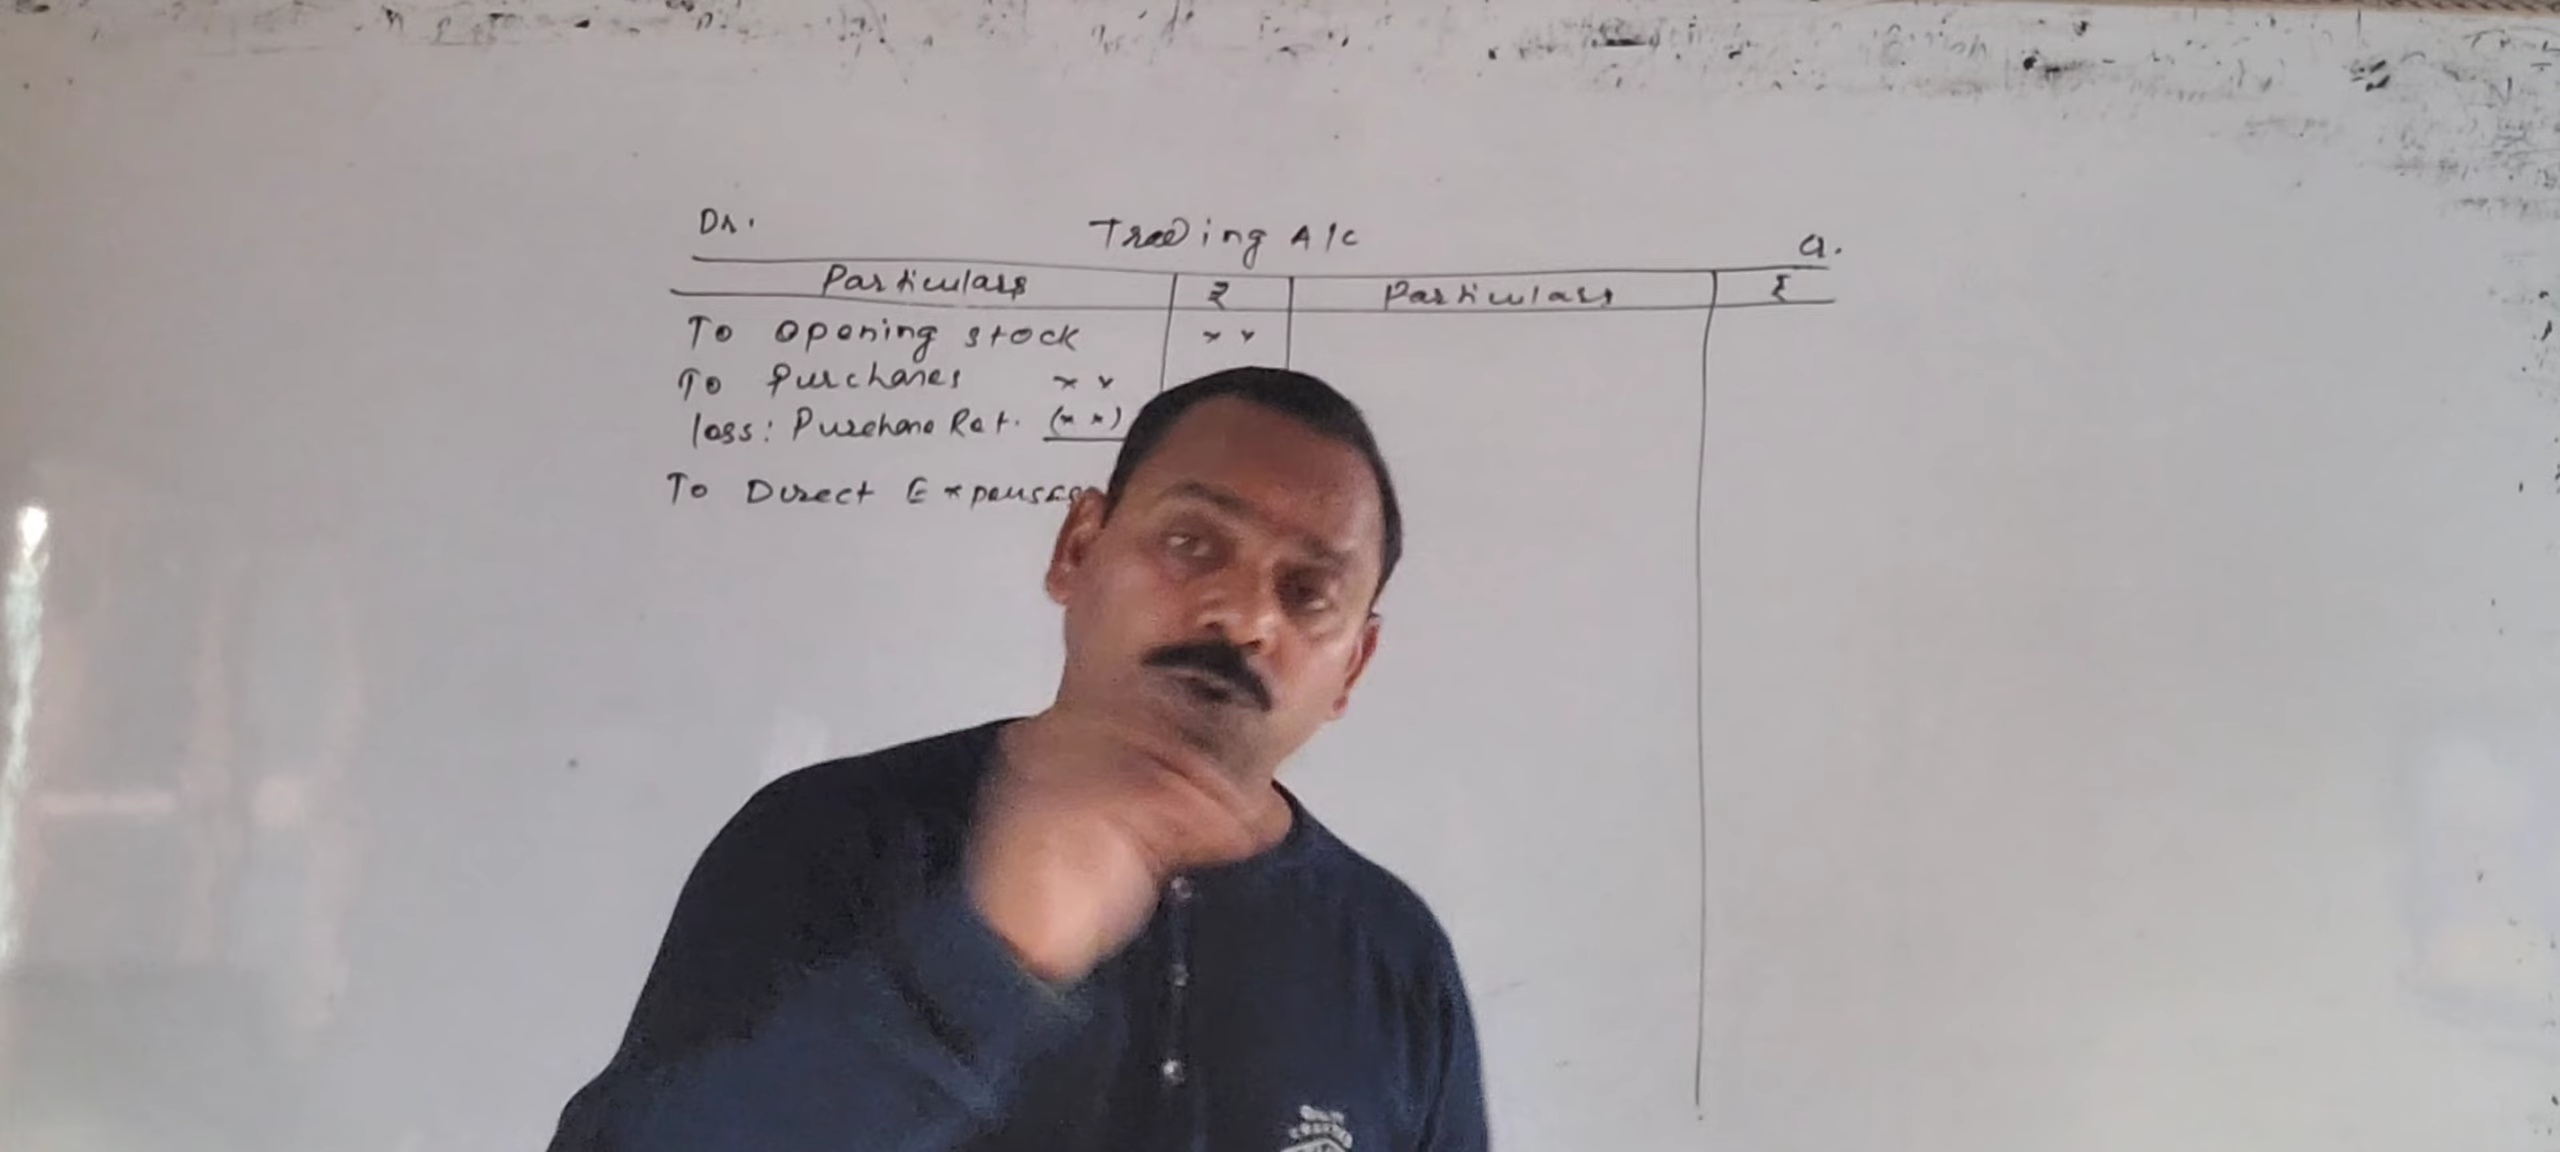 Dr. Trading A/c Cr.
Particulars ₹ Particulars ₹
To Opening stock x x
To Purchases x x
less: Purchase Ret. (x x)
To Direct Expenses